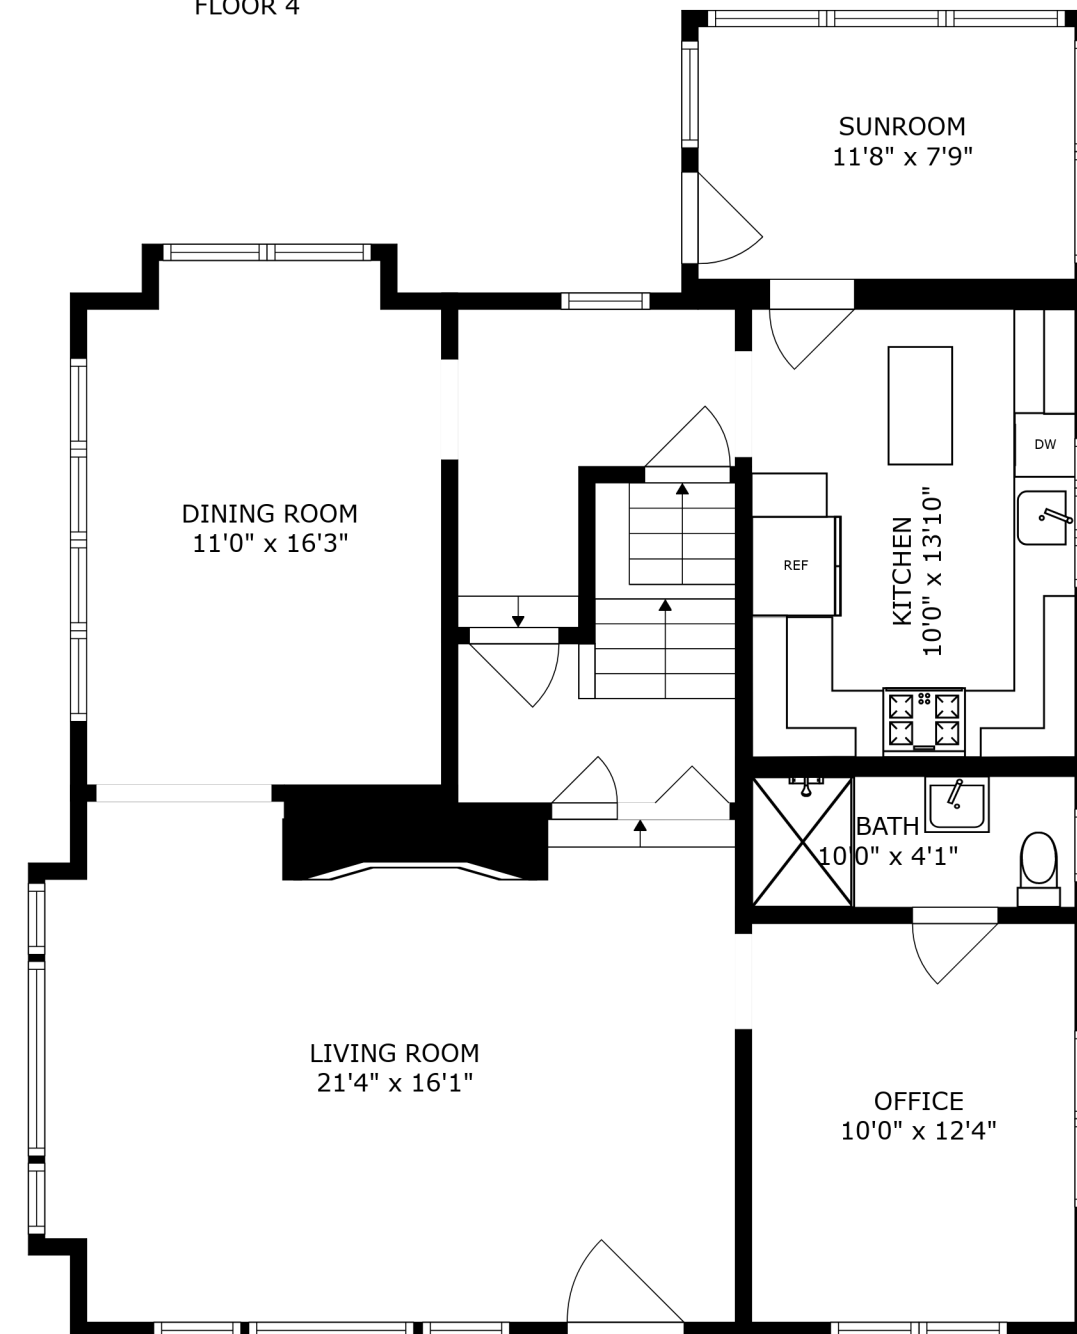 FLOOR 4
SUNROOM
11'8" x 7'9"
DW
DINING ROOM
11'0" x 16'3"
REF
KITCHEN
10'0" x 13'10"
BATH
10'0" x 4'1"
LIVING ROOM
21'4" x 16'1"
OFFICE
10'0" x 12'4"